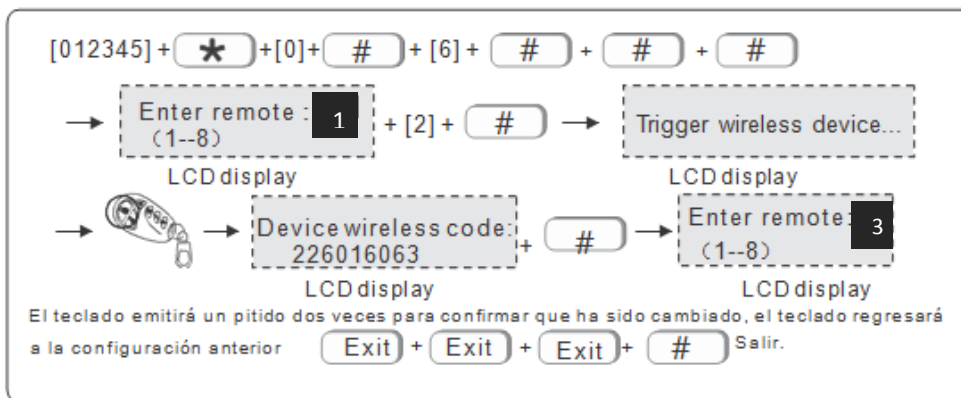 [012345] + * +[0]+ # + [6] + # + # + #
Enter remote : 1
(1--8)
+ [2] + #
Trigger wireless device...
LCD display
LCD display
Device wireless code:
226016063
+ #
Enter remote: 3
(1--8)
LCD display
LCD display
El teclado emitirá un pitido dos veces para confirmar que ha sido cambiado, el teclado regresará
a la configuración anterior Exit + Exit + Exit + # Salir.